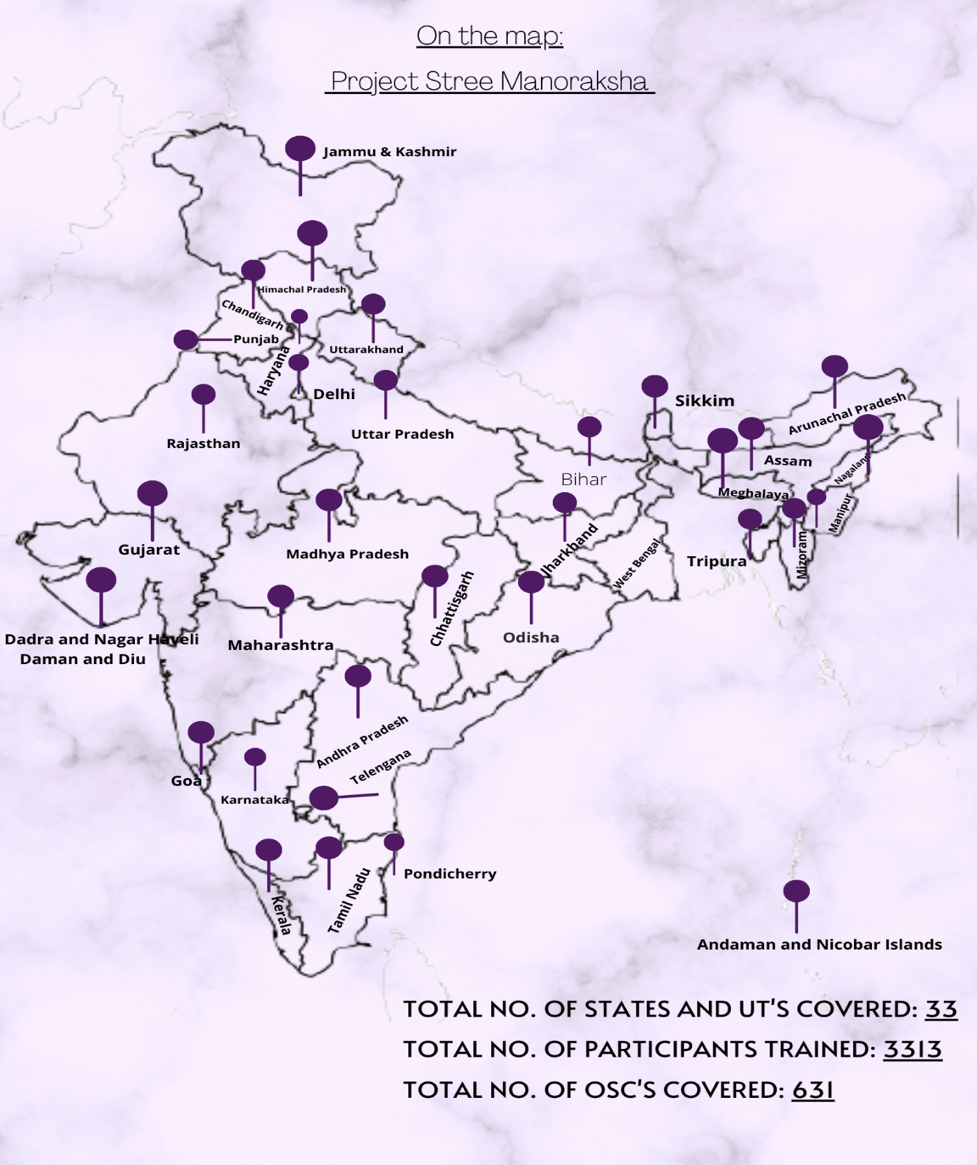 On the map:
Project Stree Manoraksha
Jammu & Kashmir
Himachal Pradesh
Chandigarh
Punjab
Uttarakhand
Haryana
Delhi
Sikkim
Arunachal Pradesh
Rajasthan
Uttar Pradesh
Bihar
Assam
Nagaland
Meghalaya
Manipur
Gujarat
Madhya Pradesh
Jharkhand
West Bengal
Tripura
Mizoram
Chhattisgarh
Dadra and Nagar Haveli
Daman and Diu
Maharashtra
Odisha
Andhra Pradesh
Telengana
Goa
Karnataka
Kerala
Tamil Nadu
Pondicherry
Andaman and Nicobar Islands
TOTAL NO. OF STATES AND UT'S COVERED: 33
TOTAL NO. OF PARTICIPANTS TRAINED: 3313
TOTAL NO. OF OSC'S COVERED: 631